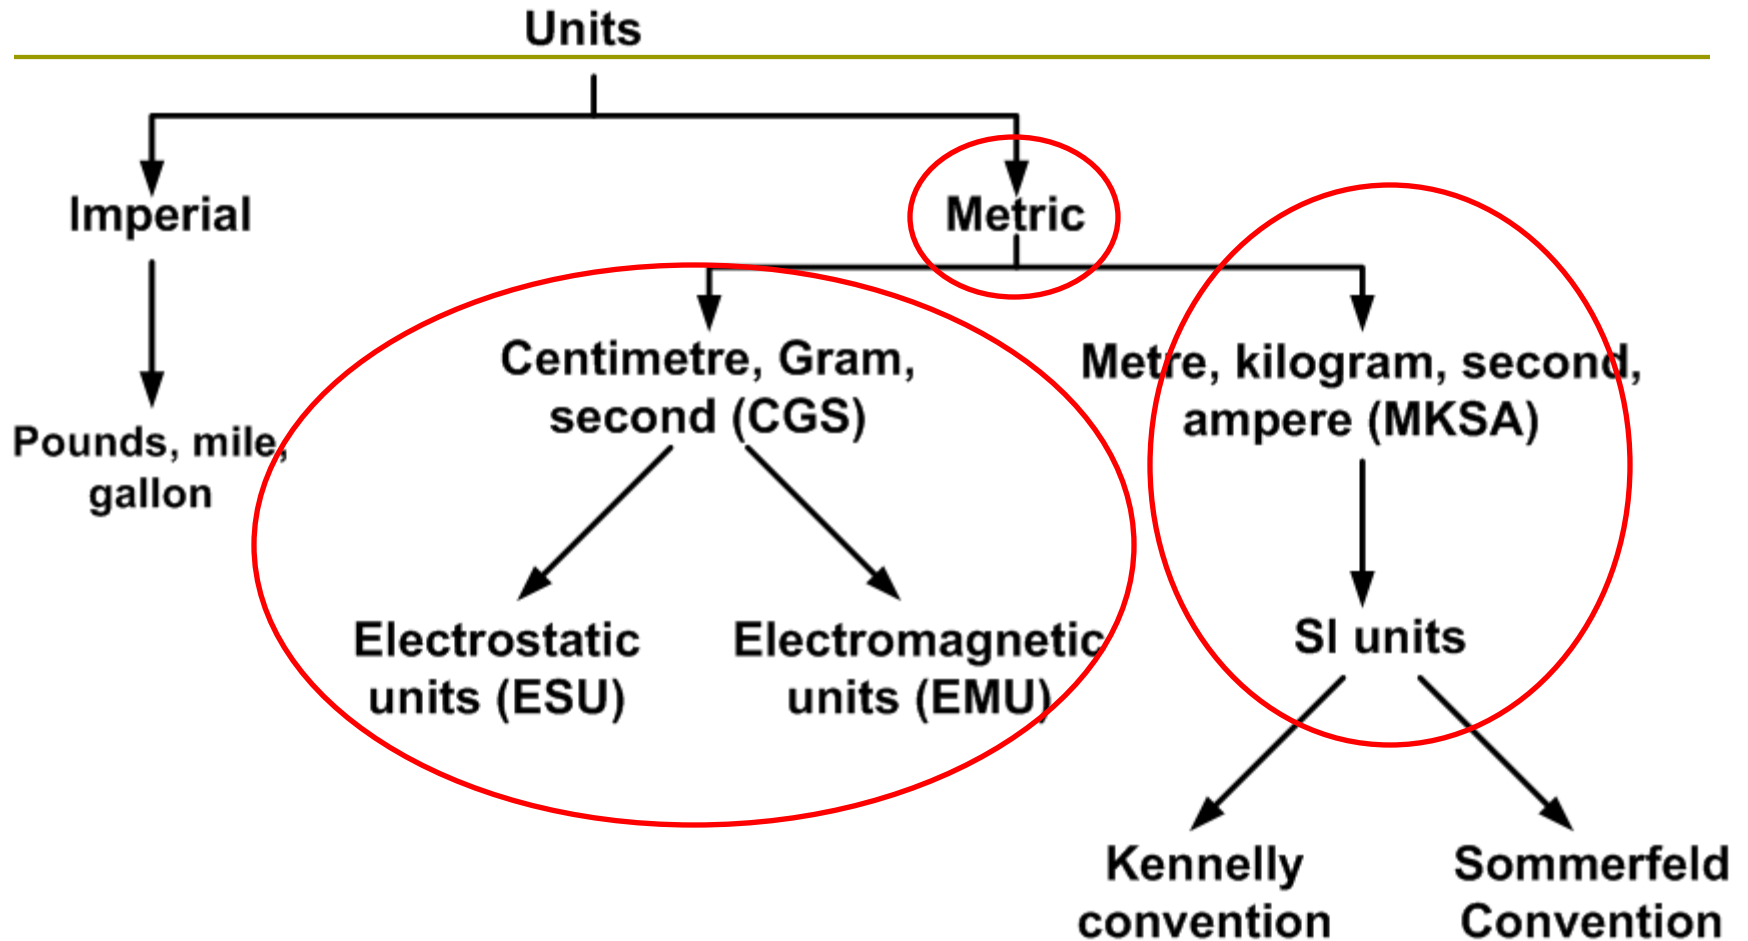 Units
Imperial
Metric
Pounds, mile,
gallon
Centimetre, Gram,
second (CGS)
Metre, kilogram, second,
ampere (MKSA)
Electrostatic
units (ESU)
Electromagnetic
units (EMU)
SI units
Kennelly
convention
Sommerfeld
Convention